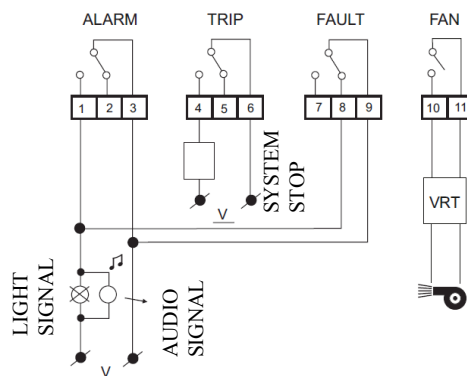 ALARM TRIP FAULT FAN
1 2 3 4 5 6 7 8 9 10 11
SYSTEM
STOP
V
VRT
LIGHT
SIGNAL
AUDIO
SIGNAL
V